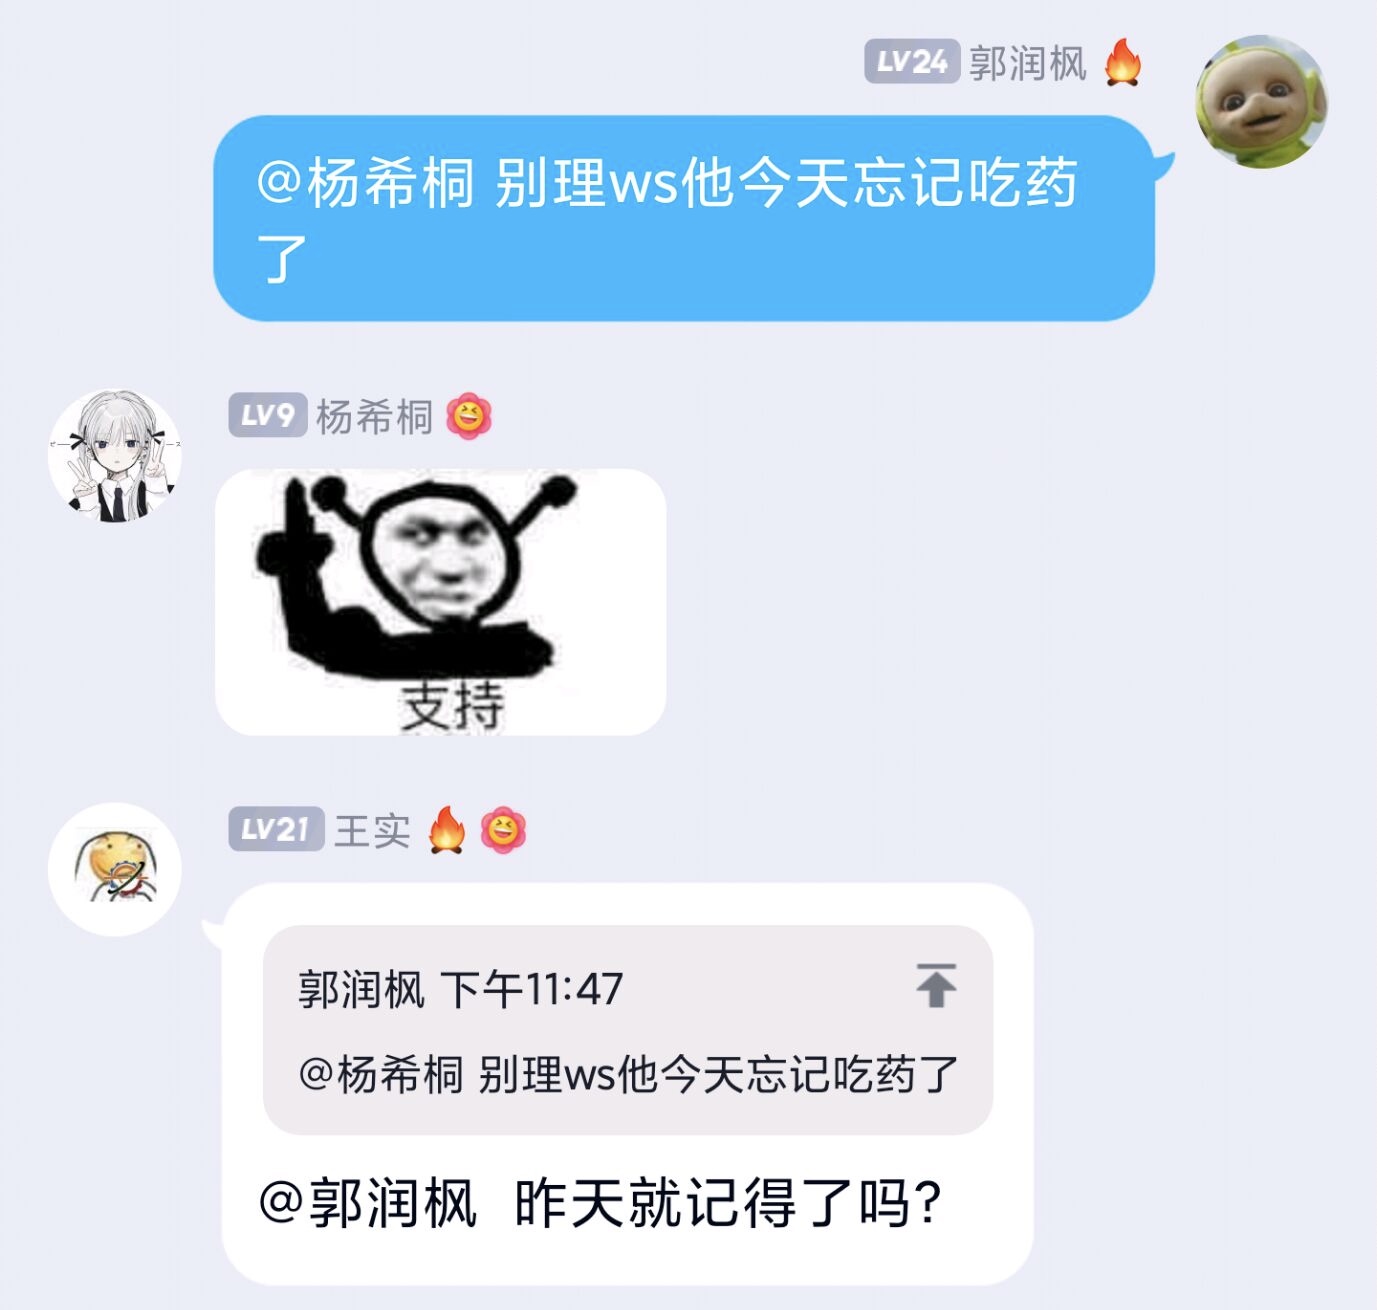 LV24 郭润枫
@杨希桐 别理ws他今天忘记吃药
了
LV9 杨希桐
支持
LV21 王实
郭润枫 下午11:47
@杨希桐 别理ws他今天忘记吃药了
@郭润枫 昨天就记得了吗?